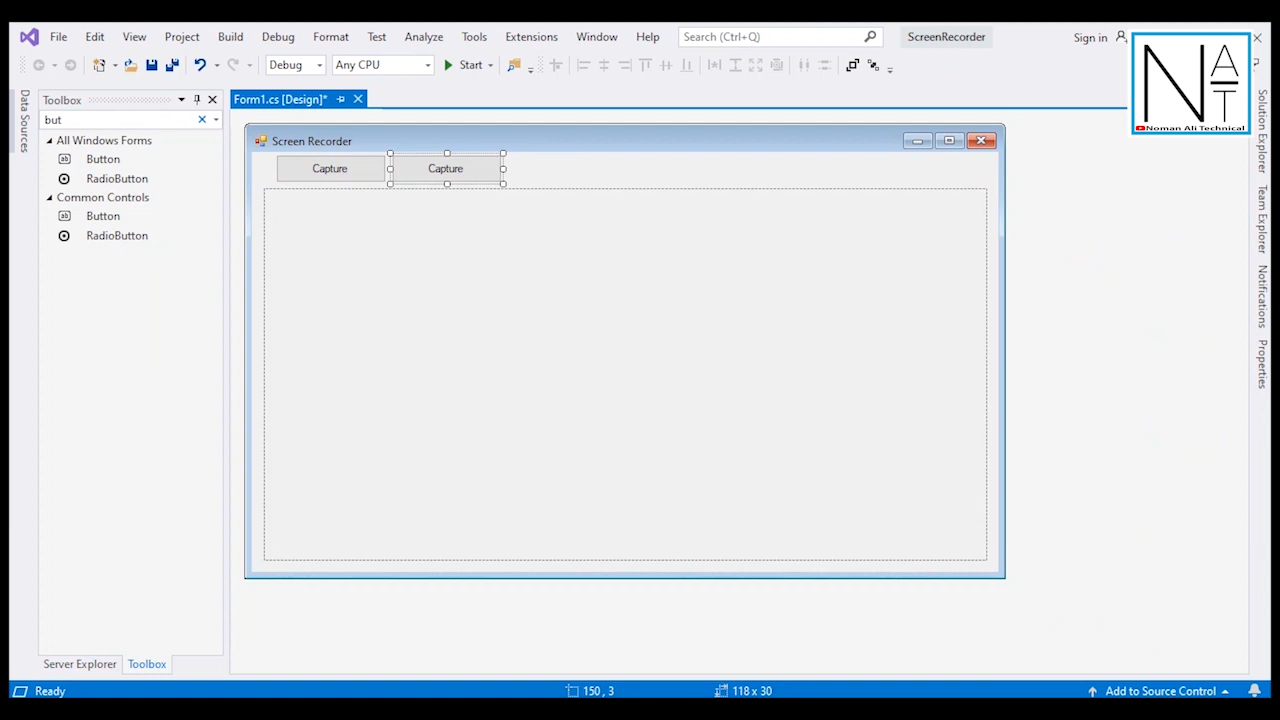 File Edit View Project Build Debug Format Test Analyze Tools Extensions Window Help Search (Ctrl+Q) ScreenRecorder Sign in
Debug Any CPU Start
Data Sources
Toolbox
but
All Windows Forms
Button
RadioButton
Common Controls
Button
RadioButton
Server Explorer Toolbox
Form1.cs [Design]*
Screen Recorder
Capture Capture
NAT
Noman Ali Technical
Solution Explorer
Team Explorer
Notifications
Properties
Ready 150 , 3 118 x 30 Add to Source Control